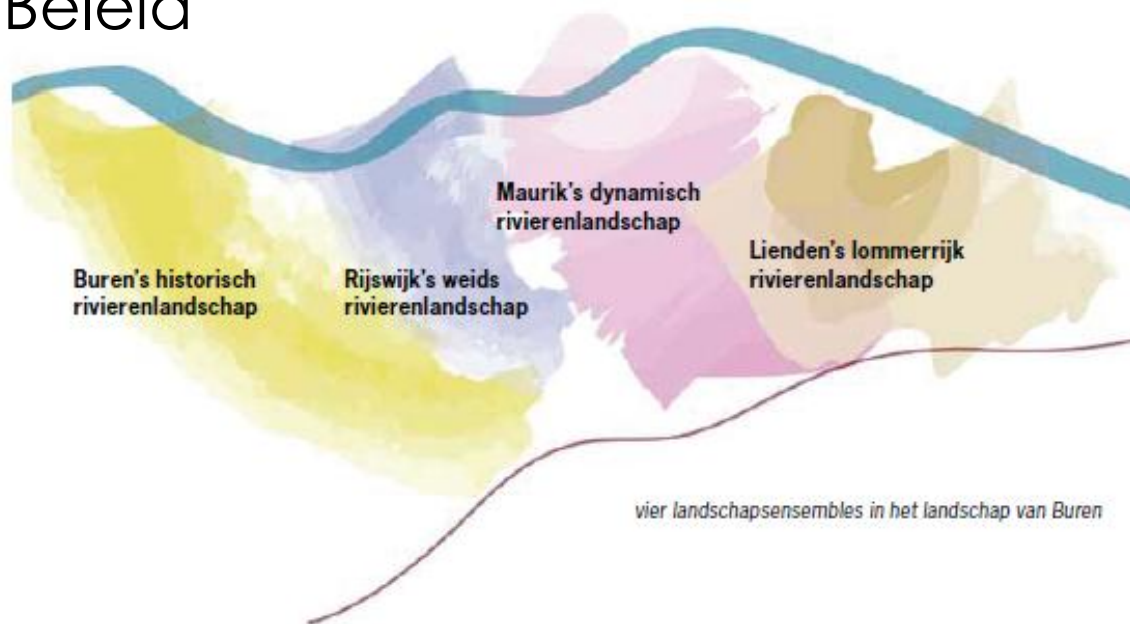 Beleid
Maurik's dynamisch
rivierenlandschap
Lienden's lommerrijk
rivierenlandschap
Buren's historisch
rivierenlandschap
Rijswijk's weids
rivierenlandschap
vier landschapsensembles in het landschap van Buren